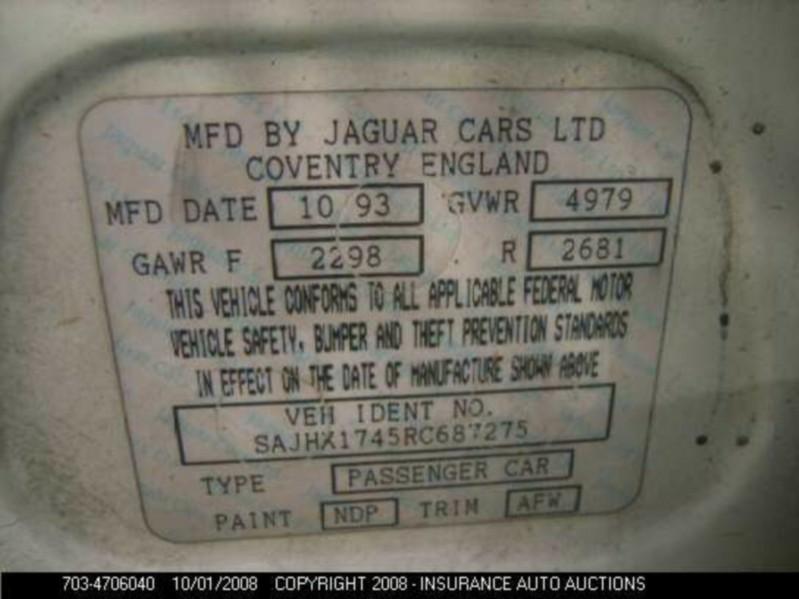 MFD BY JAGUAR CARS LTD
COVENTRY ENGLAND
MFD DATE 10 93 GVWR 4979
GAWR F 2298 R 2681
THIS VEHICLE CONFORMS TO ALL APPLICABLE FEDERAL MOTOR
VEHICLE SAFETY, BUMPER AND THEFT PREVENTION STANDARDS
IN EFFECT ON THE DATE OF MANUFACTURE SHOWN ABOVE
VEH IDENT NO.
SAJHX1745RC687275
TYPE PASSENGER CAR
PAINT NDP TRIM AFW
703-4706040 10/01/2008 COPYRIGHT 2008 - INSURANCE AUTO AUCTIONS